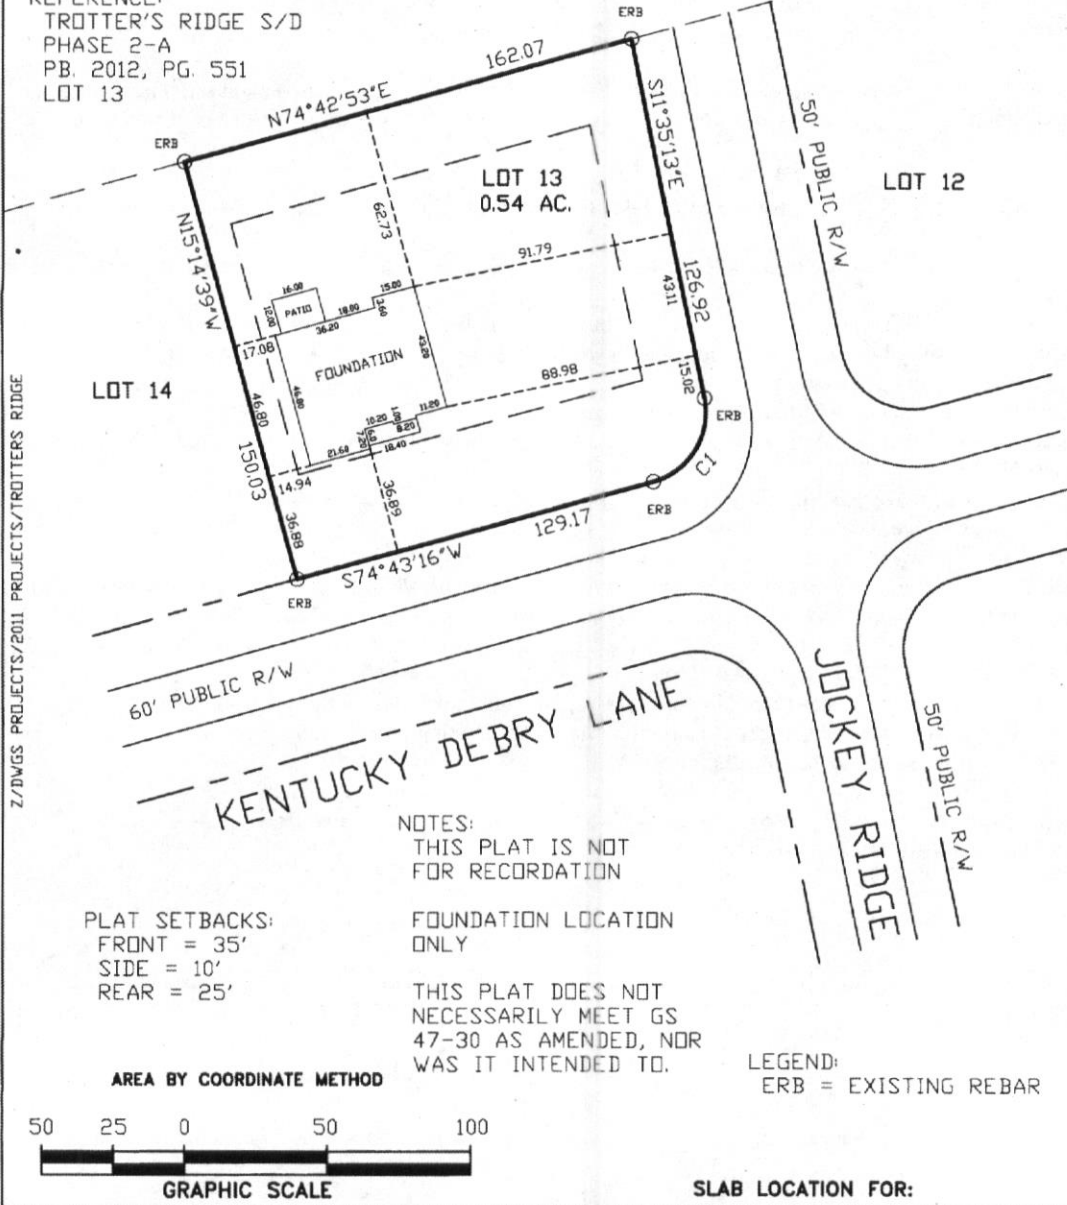 REFERENCE:
TROTTER'S RIDGE S/D
PHASE 2-A
PB. 2012, PG. 551
LOT 13
ERB
162.07
N74°42'53"E
ERB
S11°35'13"E
50' PUBLIC R/W
LOT 12
LOT 13
0.54 AC.
62.73
N15°14'39"W
91.79
126.92
43.11
16.00
15.00
12.00
PATIO
18.80
3.60
36.20
17.08
FOUNDATION
43.20
88.98
15.02
LOT 14
46.80
46.80
11.20
10.20
1.00
8.20
7.20
6.0
18.40
21.60
ERB
C1
150.03
14.94
36.89
36.88
129.17
ERB
S74°43'16"W
ERB
60' PUBLIC R/W
KENTUCKY DEBRY LANE
JOCKEY RIDGE
50' PUBLIC R/W
Z/DWGS PROJECTS/2011 PROJECTS/TROTTERS RIDGE
NOTES:
THIS PLAT IS NOT
FOR RECORDATION
PLAT SETBACKS:
FRONT = 35'
SIDE = 10'
REAR = 25'
FOUNDATION LOCATION
ONLY
THIS PLAT DOES NOT
NECESSARILY MEET GS
47-30 AS AMENDED, NOR
WAS IT INTENDED TO.
LEGEND:
ERB = EXISTING REBAR
AREA BY COORDINATE METHOD
50 25 0 50 100
GRAPHIC SCALE
SLAB LOCATION FOR: